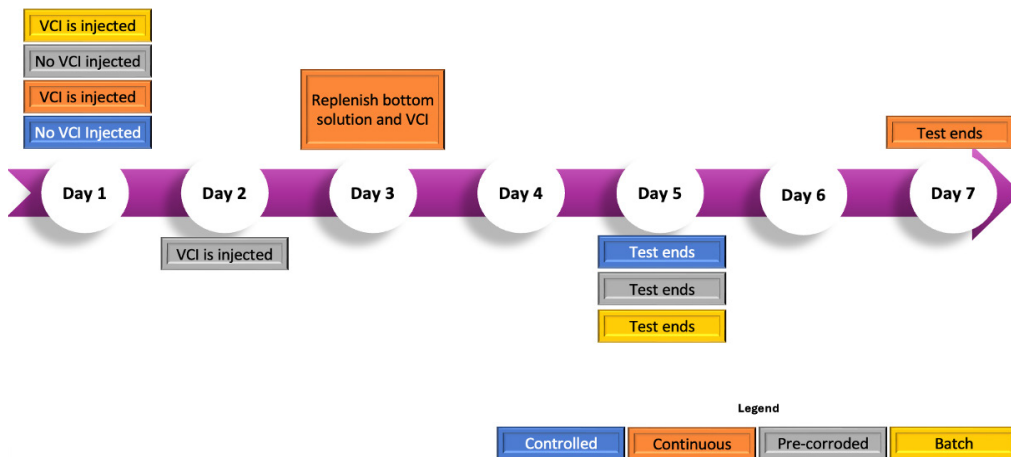 VCI is injected
No VCI injected
VCI is injected
No VCI Injected
Replenish bottom
solution and VCI
Test ends
Day 1
Day 2
Day 3
Day 4
Day 5
Day 6
Day 7
VCI is injected
Test ends
Test ends
Test ends
Legend
Controlled
Continuous
Pre-corroded
Batch